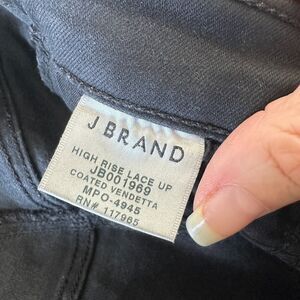 J BRAND
HIGH RISE LACE UP
JB001969
COATED VENDETTA
MPO-4945
RN# 117965